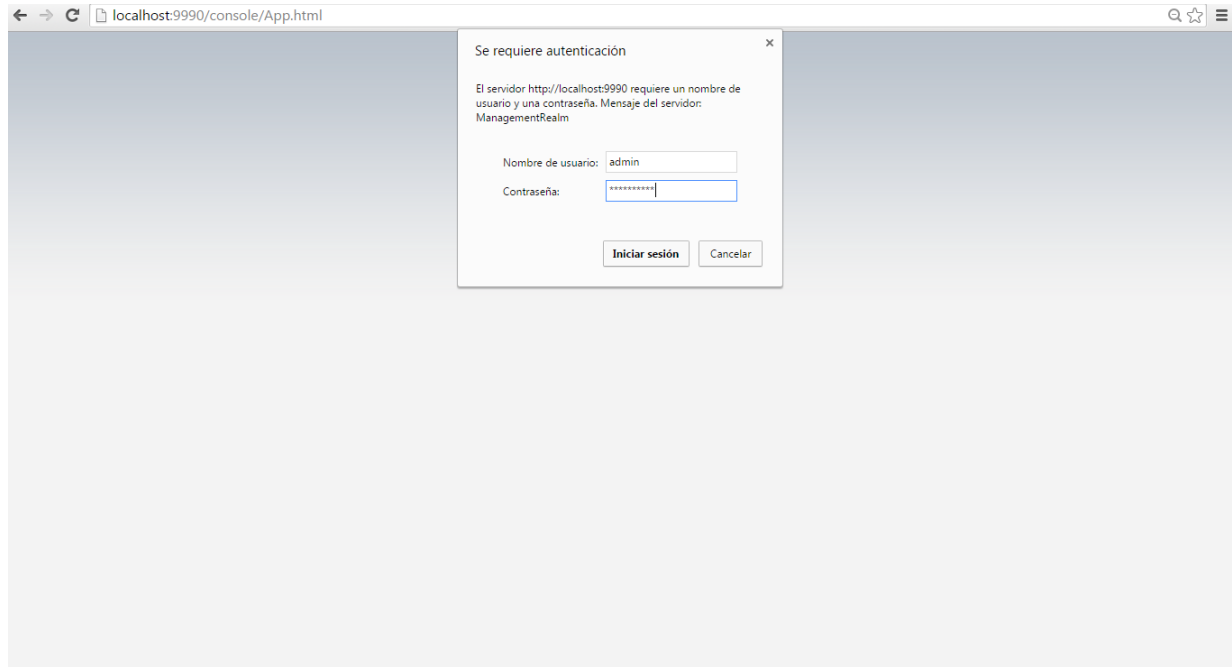 localhost:9990/console/App.html
Se requiere autenticación
El servidor http://localhost:9990 requiere un nombre de
usuario y una contraseña. Mensaje del servidor:
ManagementRealm
Nombre de usuario: admin
Contraseña: **********
Iniciar sesión Cancelar